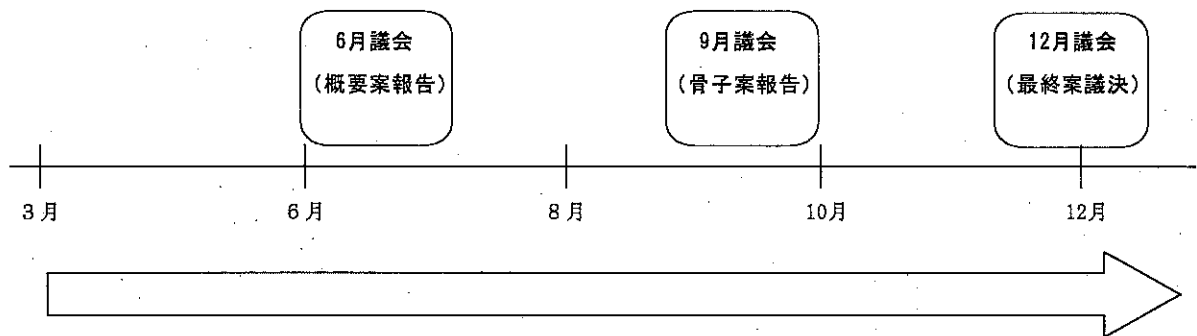 6月議会
(概要案報告)
9月議会
(骨子案報告)
12月議会
(最終案議決)
3月
6月
8月
10月
12月